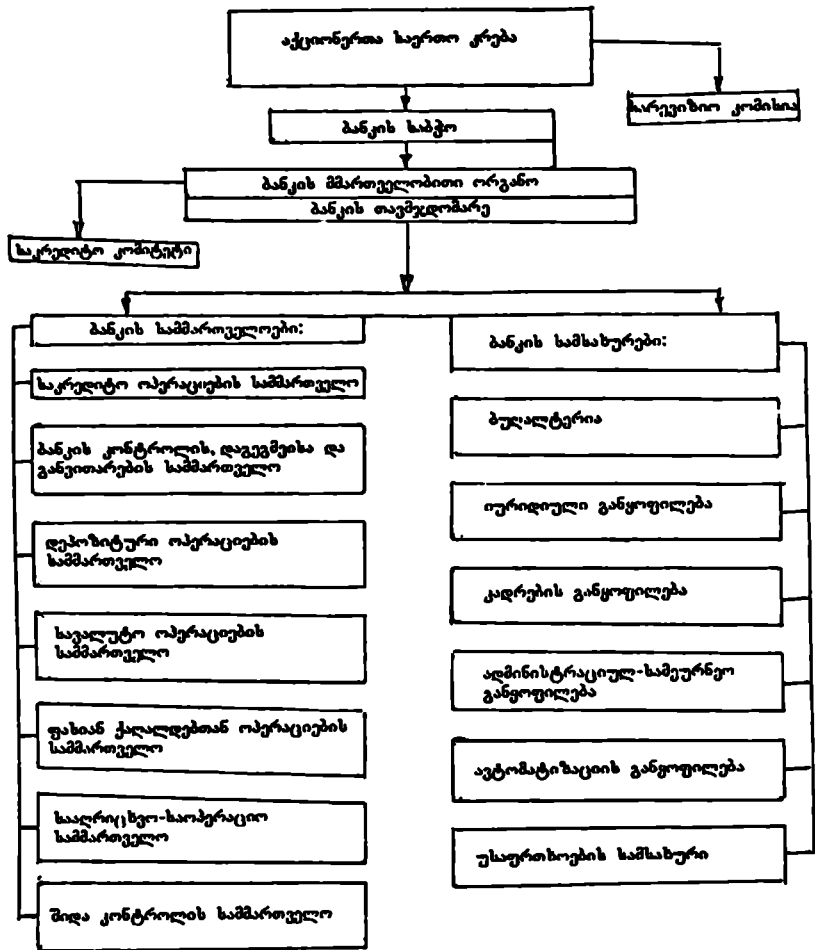 აქციონერთა საერთო კრება
სარევიზიო კომისია
ბანკის საბჭო
ბანკის მმართველობითი ორგანო
ბანკის თავმჯდომარე
საკრედიტო კომიტეტი
ბანკის სამმართველოები:
საკრედიტო ოპერაციების სამმართველო
ბანკის კონტროლის, დაგეგმვისა და
განვითარების სამმართველო
დეპოზიტური ოპერაციების
სამმართველო
სავალუტო ოპერაციების
სამმართველო
ფასიან ქაღალდებთან ოპერაციების
სამმართველო
სააღრიცხვო-საოპერაციო
სამმართველო
შიდა კონტროლის სამმართველო
ბანკის სამსახურები:
ბუღალტერია
იურიდიული განყოფილება
კადრების განყოფილება
ადმინისტრაციულ-სამეურნეო
განყოფილება
ავტომატიზაციის განყოფილება
უსაფრთხოების სამსახური